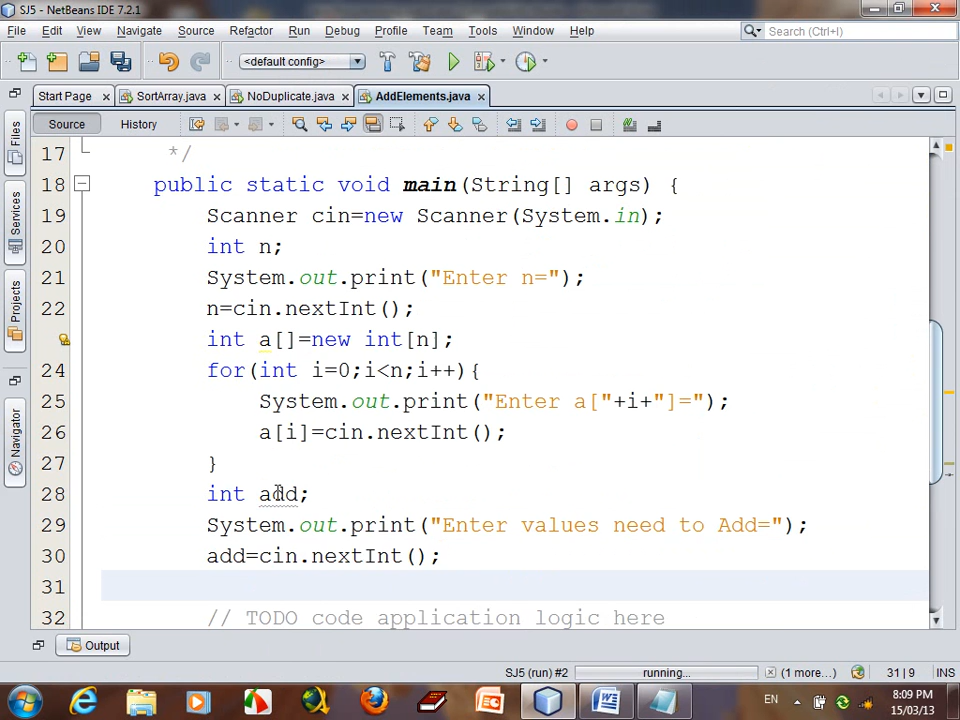 SJ5 - NetBeans IDE 7.2.1
File Edit View Navigate Source Refactor Run Debug Profile Team Tools Window Help
Search (Ctrl+I)
<default config>
Start Page SortArray.java NoDuplicate.java AddElements.java
Source History
Files
Services
Projects
Navigator
17 */
18 public static void main(String[] args) {
19 Scanner cin=new Scanner(System.in);
20 int n;
21 System.out.print("Enter n=");
22 n=cin.nextInt();
int a[]=new int[n];
24 for(int i=0;i<n;i++){
25 System.out.print("Enter a["+i+"]=");
26 a[i]=cin.nextInt();
27 }
28 int add;
29 System.out.print("Enter values need to Add=");
30 add=cin.nextInt();
31
32 // TODO code application logic here
Output
SJ5 (run) #2 running... (1 more...) 31 | 9 INS
EN 8:09 PM
15/03/13